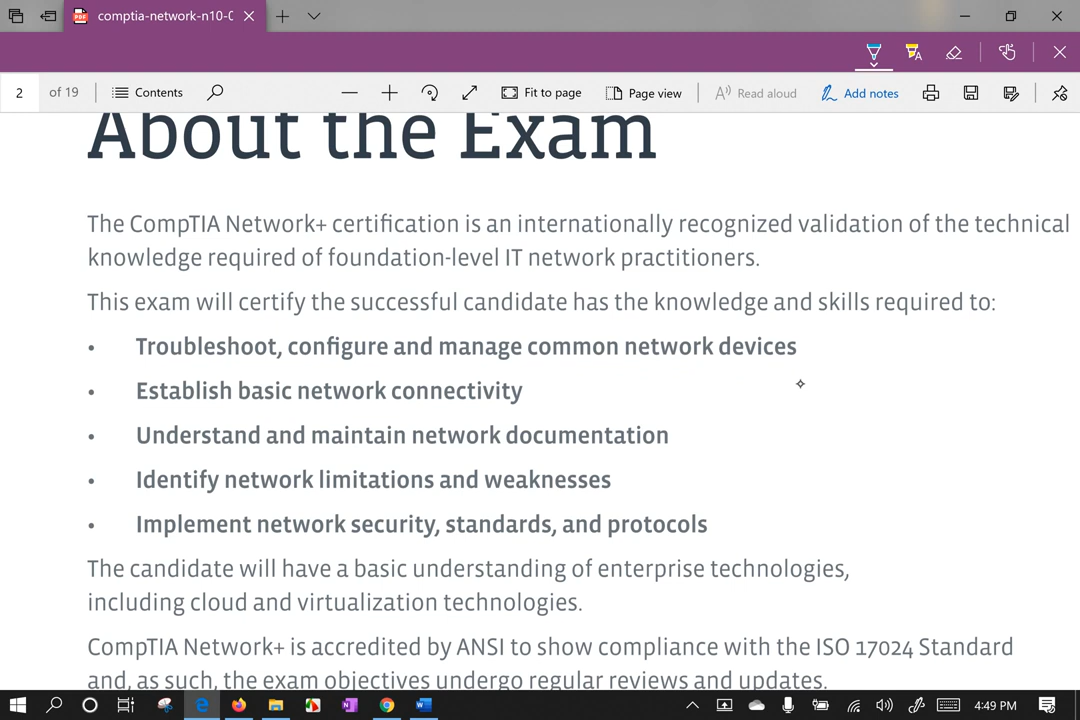 comptia-network-n10-0
2 of 19 Contents Fit to page Page view Read aloud Add notes
About the Exam
The CompTIA Network+ certification is an internationally recognized validation of the technical
knowledge required of foundation-level IT network practitioners.
This exam will certify the successful candidate has the knowledge and skills required to:
• Troubleshoot, configure and manage common network devices
• Establish basic network connectivity
• Understand and maintain network documentation
• Identify network limitations and weaknesses
• Implement network security, standards, and protocols
The candidate will have a basic understanding of enterprise technologies,
including cloud and virtualization technologies.
CompTIA Network+ is accredited by ANSI to show compliance with the ISO 17024 Standard
and, as such, the exam objectives undergo regular reviews and updates.
4:49 PM